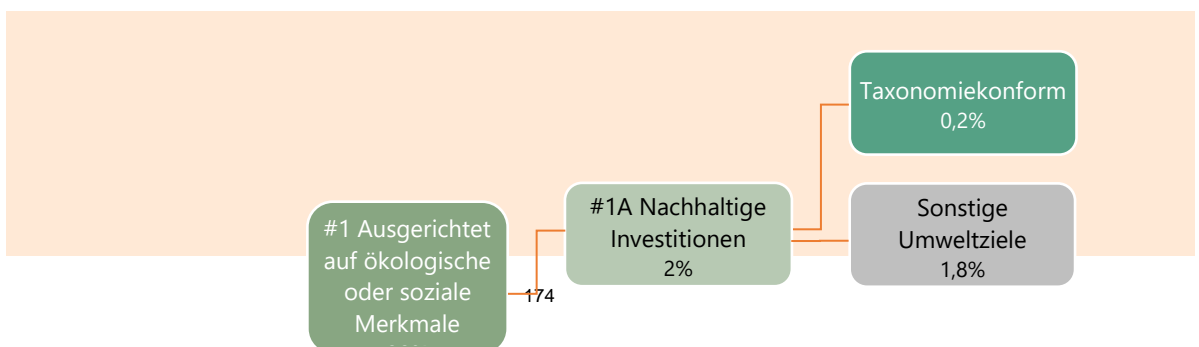 Taxonomiekonform
0,2%
#1A Nachhaltige
Investitionen
2%
Sonstige
Umweltziele
1,8%
#1 Ausgerichtet
auf ökologische
oder soziale
Merkmale
174